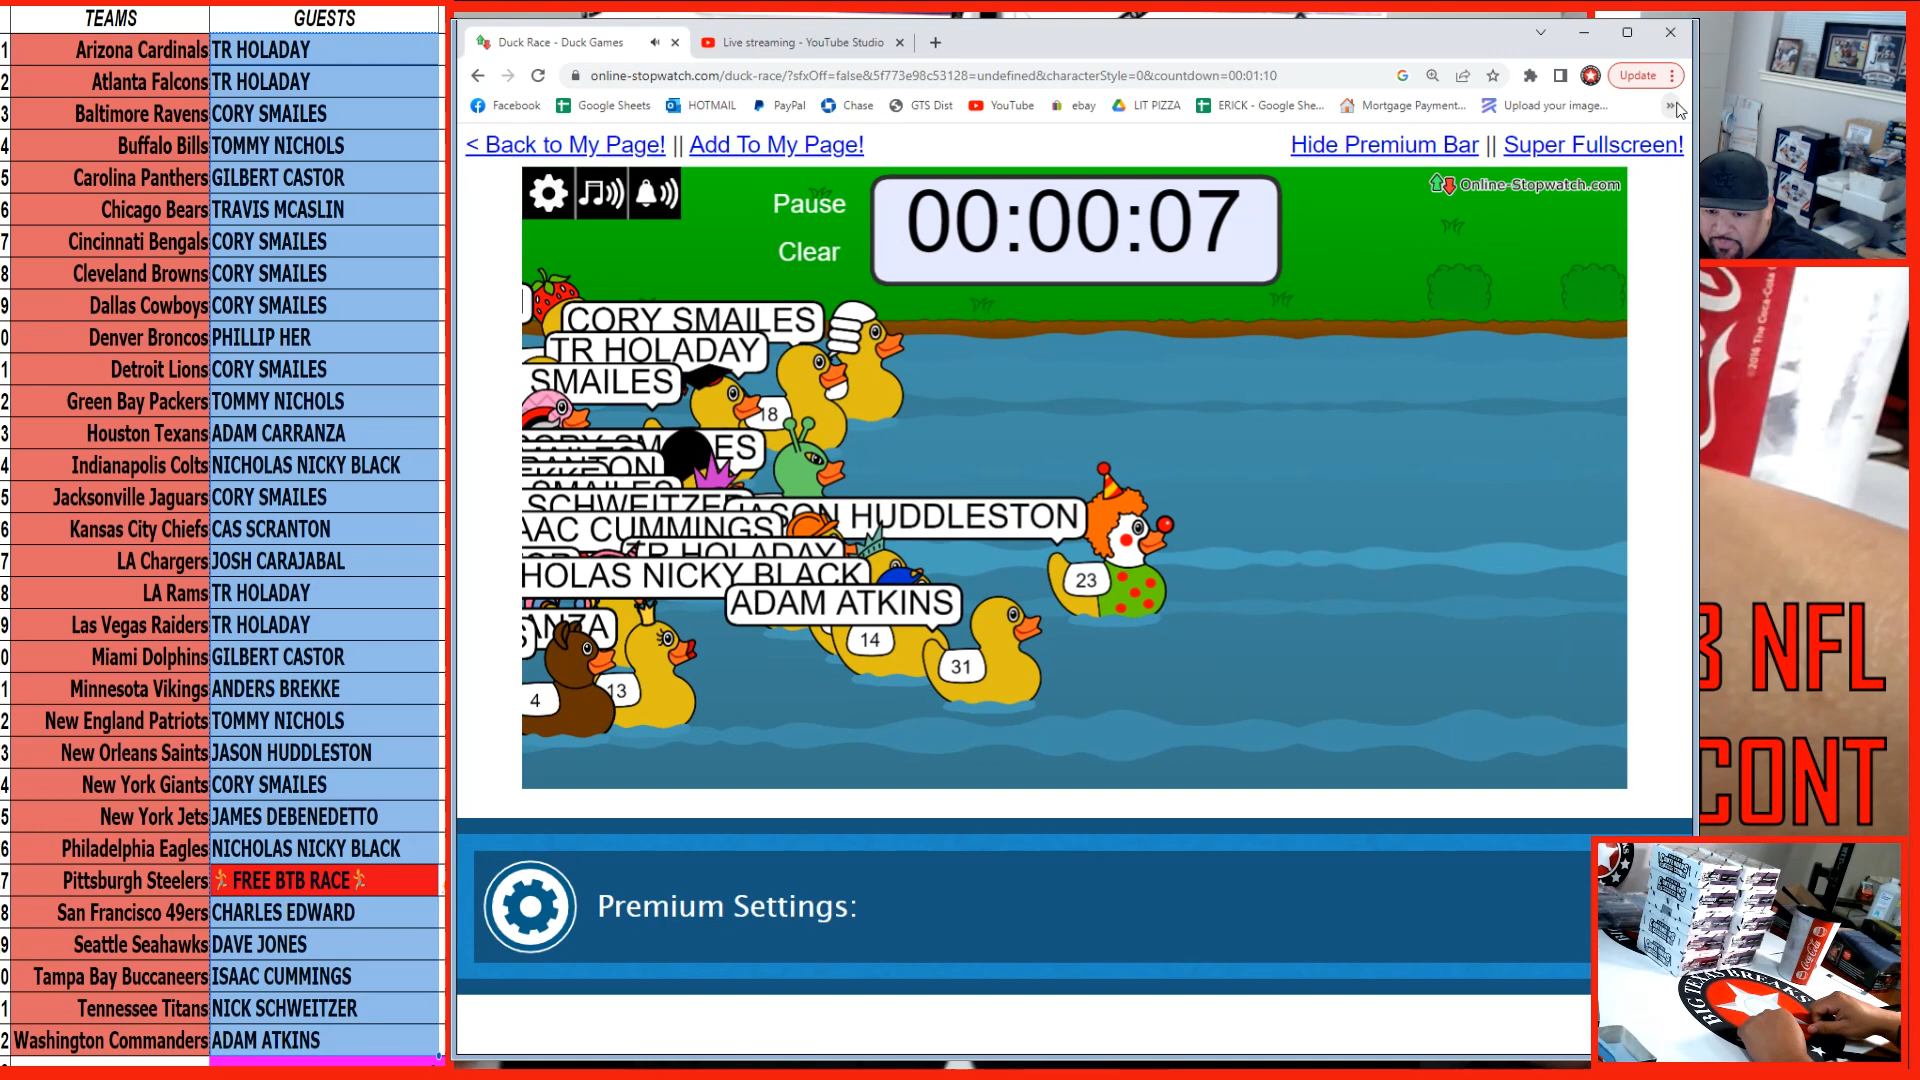 TEAMS GUESTS
1 Arizona Cardinals TR HOLADAY
2 Atlanta Falcons TR HOLADAY
3 Baltimore Ravens CORY SMAILES
4 Buffalo Bills TOMMY NICHOLS
5 Carolina Panthers GILBERT CASTOR
6 Chicago Bears TRAVIS MCASLIN
7 Cincinnati Bengals CORY SMAILES
8 Cleveland Browns CORY SMAILES
9 Dallas Cowboys CORY SMAILES
0 Denver Broncos PHILLIP HER
1 Detroit Lions CORY SMAILES
2 Green Bay Packers TOMMY NICHOLS
3 Houston Texans ADAM CARRANZA
4 Indianapolis Colts NICHOLAS NICKY BLACK
5 Jacksonville Jaguars CORY SMAILES
6 Kansas City Chiefs CAS SCRANTON
7 LA Chargers JOSH CARAJABAL
8 LA Rams TR HOLADAY
9 Las Vegas Raiders TR HOLADAY
0 Miami Dolphins GILBERT CASTOR
1 Minnesota Vikings ANDERS BREKKE
2 New England Patriots TOMMY NICHOLS
3 New Orleans Saints JASON HUDDLESTON
4 New York Giants CORY SMAILES
5 New York Jets JAMES DEBENEDETTO
6 Philadelphia Eagles NICHOLAS NICKY BLACK
7 Pittsburgh Steelers FREE BTB RACE
8 San Francisco 49ers CHARLES EDWARD
9 Seattle Seahawks DAVE JONES
0 Tampa Bay Buccaneers ISAAC CUMMINGS
1 Tennessee Titans NICK SCHWEITZER
2 Washington Commanders ADAM ATKINS
Duck Race - Duck Games Live streaming - YouTube Studio
online-stopwatch.com/duck-race/?sfxOff=false&5f773e98c53128=undefined&characterStyle=0&countdown=00:01:10 Update
Facebook Google Sheets HOTMAIL PayPal Chase GTS Dist YouTube ebay LIT PIZZA ERICK - Google She... Mortgage Payment... Upload your image...
< Back to My Page! || Add To My Page! Hide Premium Bar || Super Fullscreen!
Pause
Clear
00:00:07
Online-Stopwatch.com
CORY SMAILES
TR HOLADAY
SMAILES
18
SCHWEITZER
JASON HUDDLESTON
AAC CUMMINGS
TR HOLADAY
HOLAS NICKY BLACK
23
ADAM ATKINS
ANZA
14
31
4
13
Premium Settings:
NFL
CONT
Coca-Cola
BIG TEXAS BREAKS